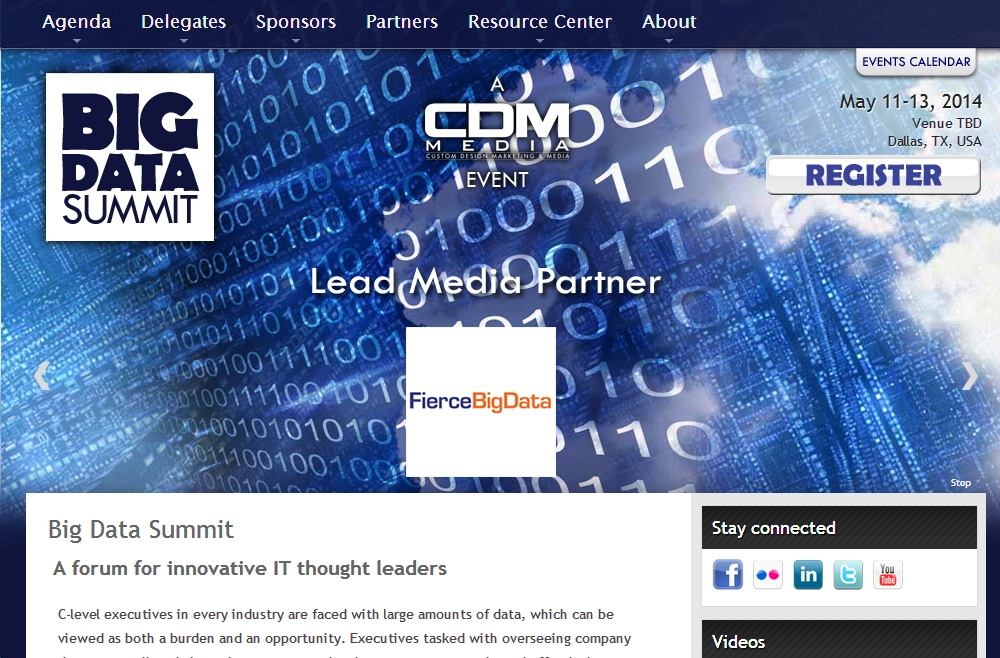 Agenda Delegates Sponsors Partners Resource Center About
EVENTS CALENDAR
BIG
DATA
SUMMIT
A
CDM
MEDIA
CUSTOM DESIGN MARKETING & MEDIA
EVENT
May 11-13, 2014
Venue TBD
Dallas, TX, USA
REGISTER
Lead Media Partner
FierceBigData
Stop
Big Data Summit
A forum for innovative IT thought leaders
C-level executives in every industry are faced with large amounts of data, which can be
viewed as both a burden and an opportunity. Executives tasked with overseeing company
Stay connected
f
in
t
You
Tube
Videos